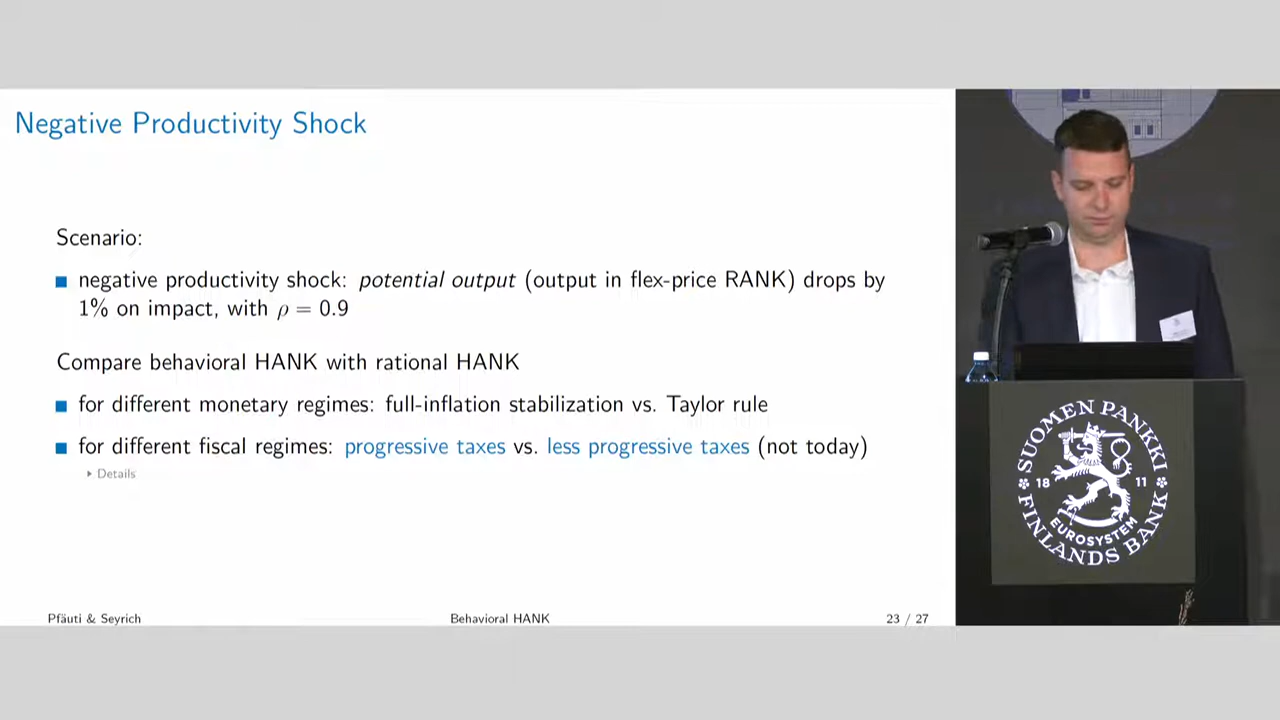 Negative Productivity Shock
Scenario:
negative productivity shock: potential output (output in flex-price RANK) drops by
1% on impact, with ρ = 0.9
Compare behavioral HANK with rational HANK
for different monetary regimes: full-inflation stabilization vs. Taylor rule
for different fiscal regimes: progressive taxes vs. less progressive taxes (not today)
Details
Pfäuti & Seyrich
Behavioral HANK
23 / 27
SUOMEN PANKKI
18 11
EUROSYSTEM
FINLANDS BANK